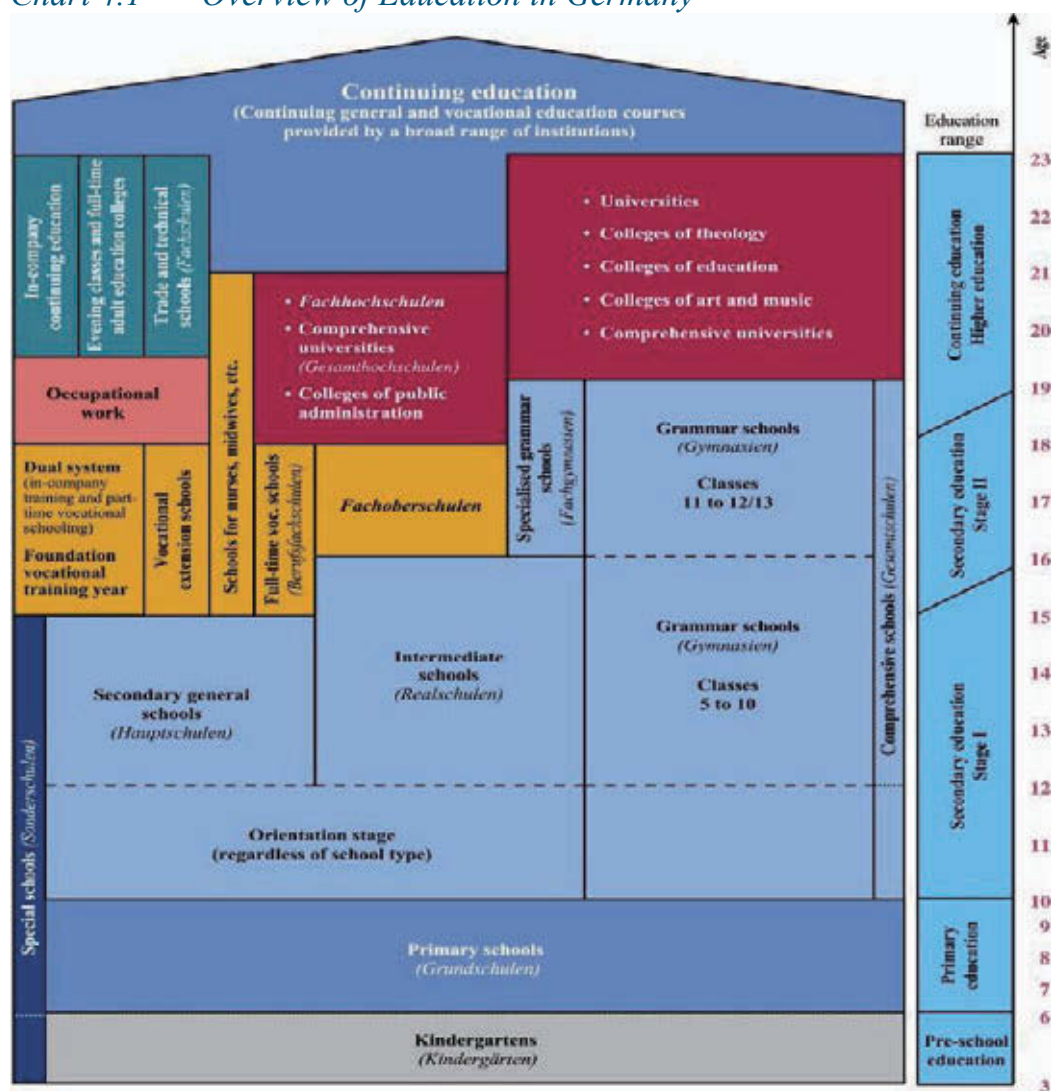 Chart 4.1 Overview of Education in Germany
Continuing education
(Continuing general and vocational education courses
provided by a broad range of institutions)
In-company
continuing education
Evening classes and full-time
adult education colleges
Trade and technical
schools (Fachschulen)
• Universities
• Colleges of theology
• Colleges of education
• Colleges of art and music
• Comprehensive universities
• Fachhochschulen
• Comprehensive
universities
(Gesamthochschulen)
• Colleges of public
administration
Occupational
work
Dual system
(in-company
training and part-
time vocational
schooling)
Foundation
vocational
training year
Vocational
extension schools
Schools for nurses, midwives, etc.
Full-time voc. schools
(Berufsfachschulen)
Fachoberschulen
Specialised grammar
schools
(Fachgymnasien)
Grammar schools
(Gymnasien)
Classes
11 to 12/13
Comprehensive schools (Gesamtschulen)
Special schools (Sonderschulen)
Secondary general
schools
(Hauptschulen)
Intermediate
schools
(Realschulen)
Grammar schools
(Gymnasien)
Classes
5 to 10
Orientation stage
(regardless of school type)
Primary schools
(Grundschulen)
Kindergartens
(Kindergärten)
Education
range
Continuing education
Higher education
Secondary education
Stage II
Secondary education
Stage I
Primary
education
Pre-school
education
Age
23
22
21
20
19
18
17
16
15
14
13
12
11
10
9
8
7
6
3